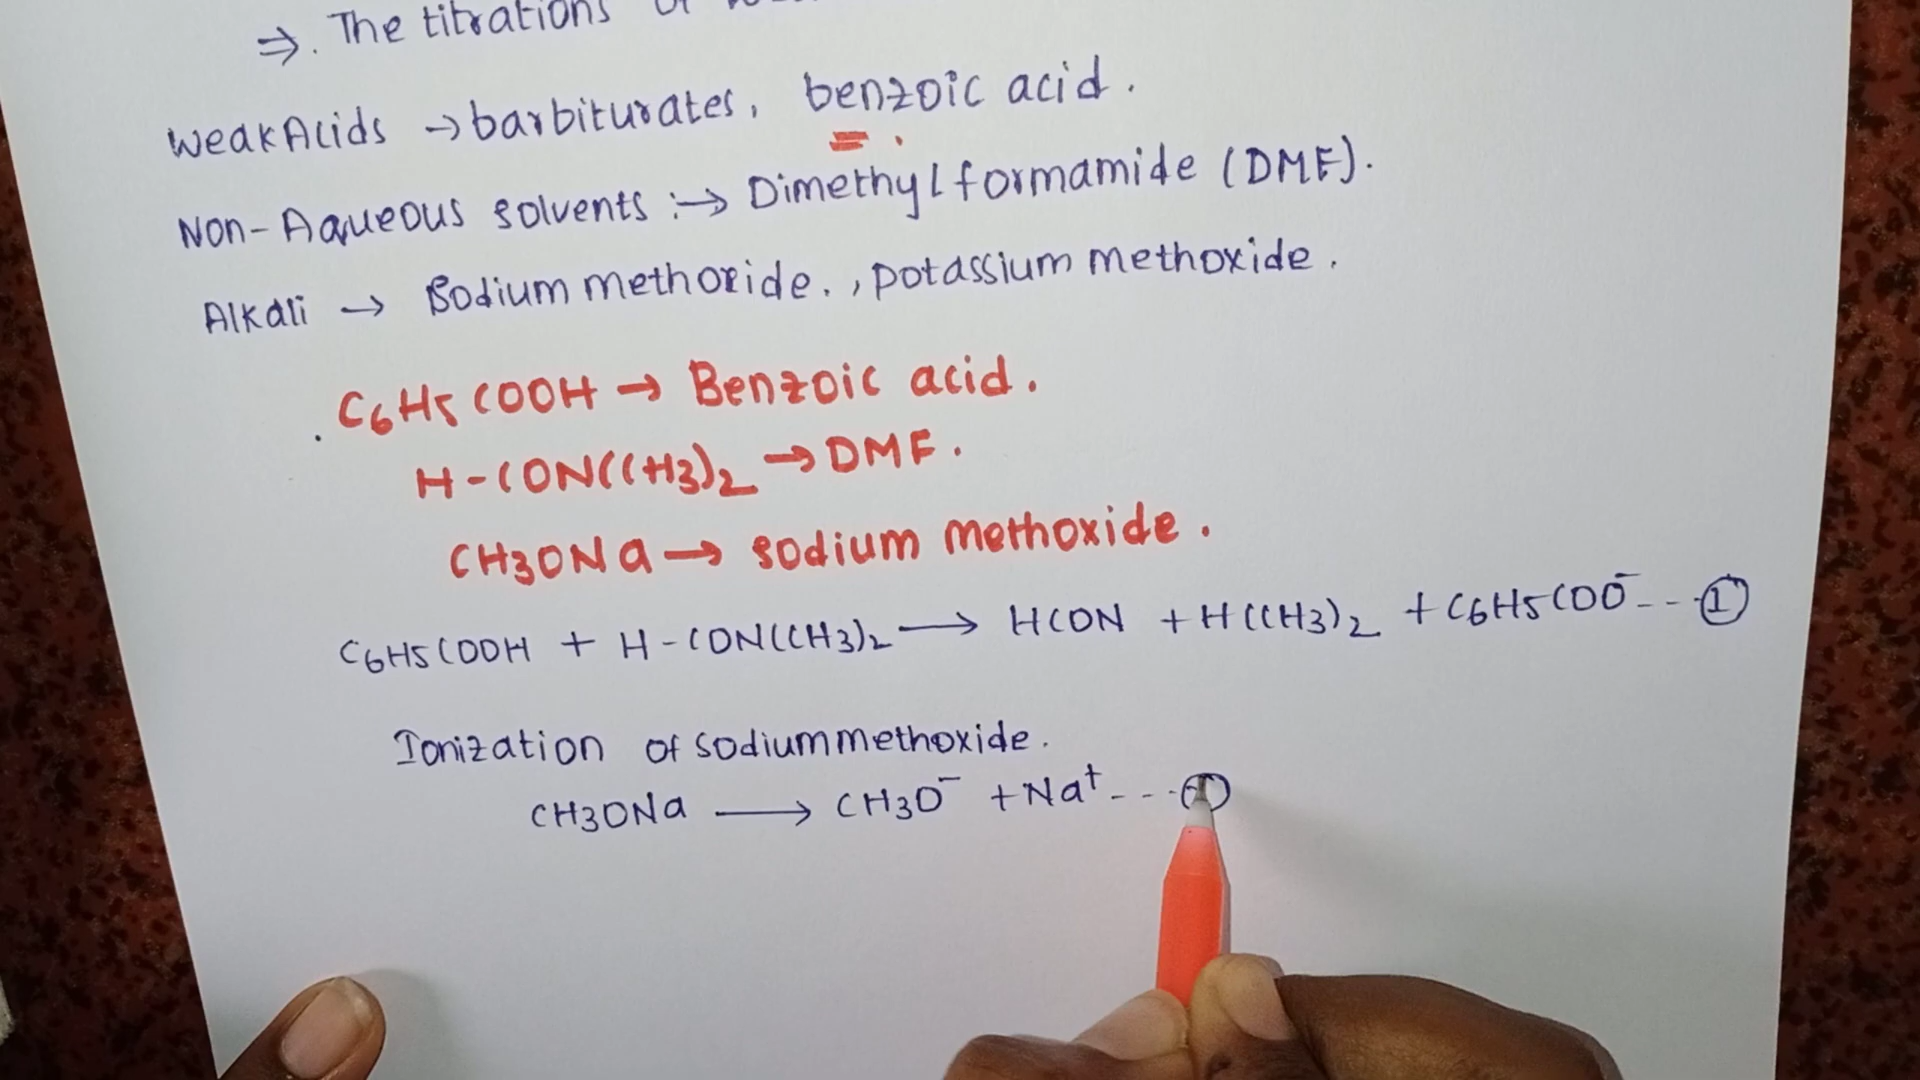 ⇒. The titrations of
Weak Acids → barbiturates, benzoic acid.
Non-Aqueous solvents :→ Dimethyl formamide (DMF).
Alkali → Sodium methoxide., potassium methoxide.
C6H5COOH → Benzoic acid.
H-CON(CH3)2 → DMF.
CH3ONa → sodium methoxide.
C6H5COOH + H-CON(CH3)2 → HCON + H(CH3)2 + C6H5COO⁻ --- ①
Ionization of sodium methoxide.
CH3ONa → CH3O⁻ + Na⁺ ---